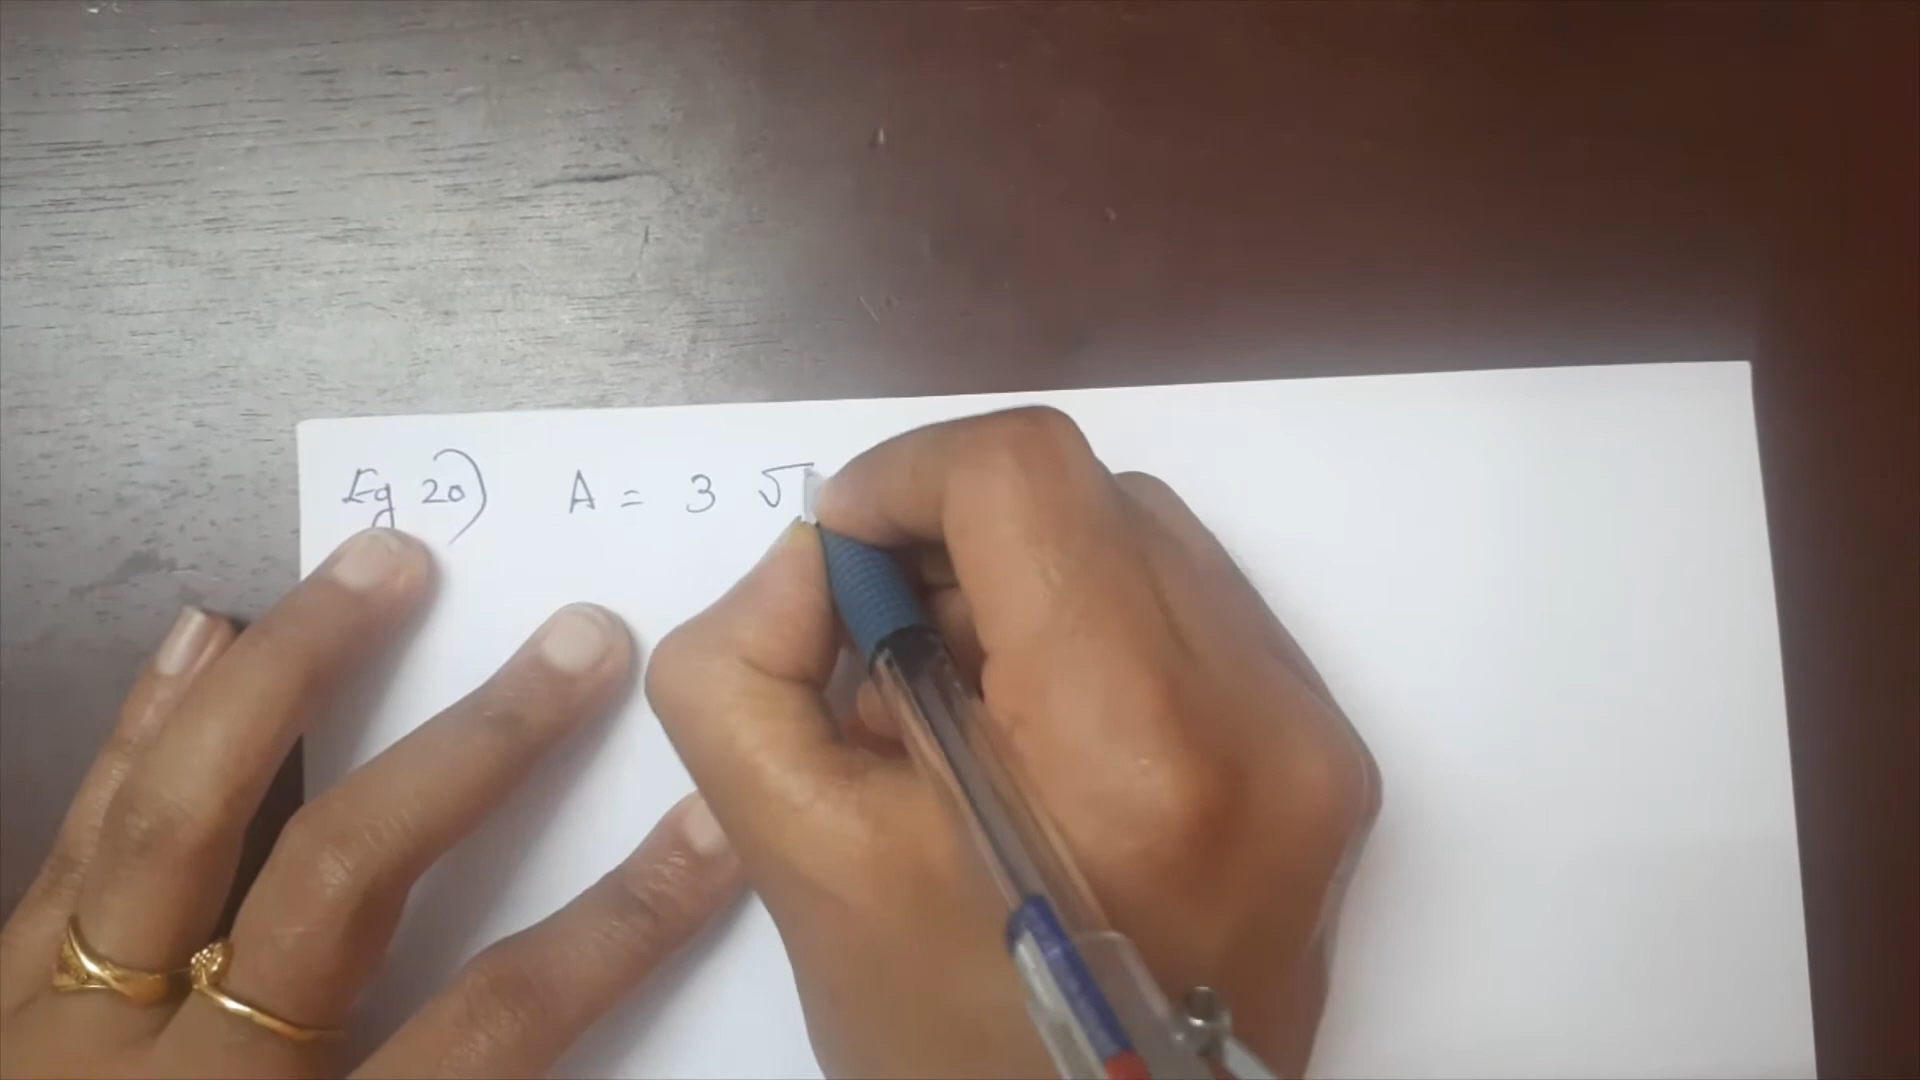 Eg 20) A = 3 √